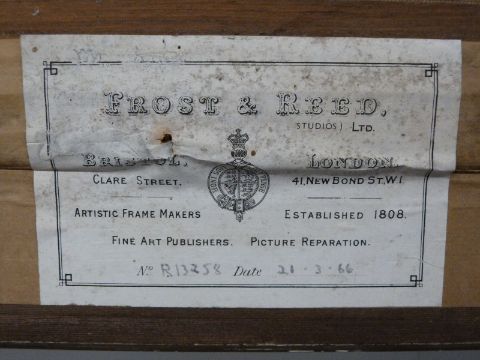 FROST & REED,
(STUDIOS) LTD.
BRISTOL, LONDON.
CLARE STREET. 41, NEW BOND ST, W1.
ARTISTIC FRAME MAKERS ESTABLISHED 1808.
FINE ART PUBLISHERS. PICTURE REPARATION.
No R13258 Date 21-3-66